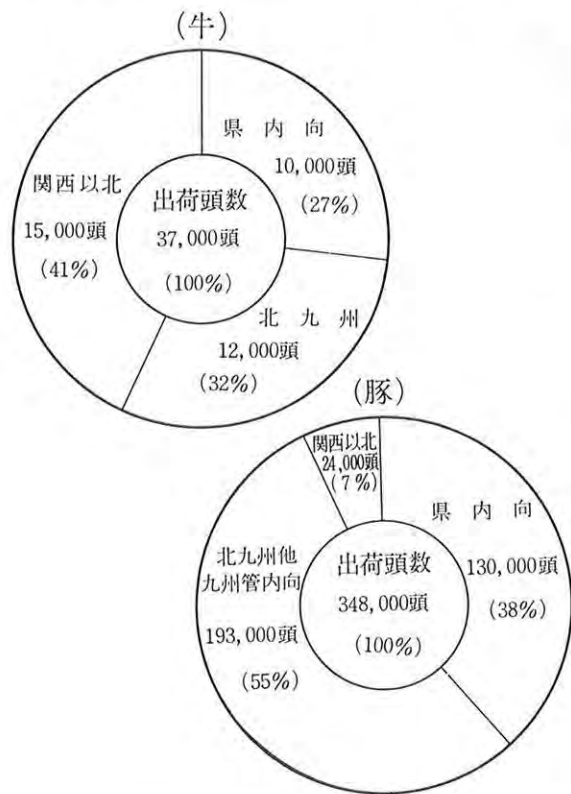 (牛)
県内向
10,000頭
(27%)
関西以北
15,000頭
(41%)
出荷頭数
37,000頭
(100%)
北九州
12,000頭
(32%)
(豚)
関西以北
24,000頭
(7%)
県内向
130,000頭
(38%)
北九州他
九州管内向
193,000頭
(55%)
出荷頭数
348,000頭
(100%)